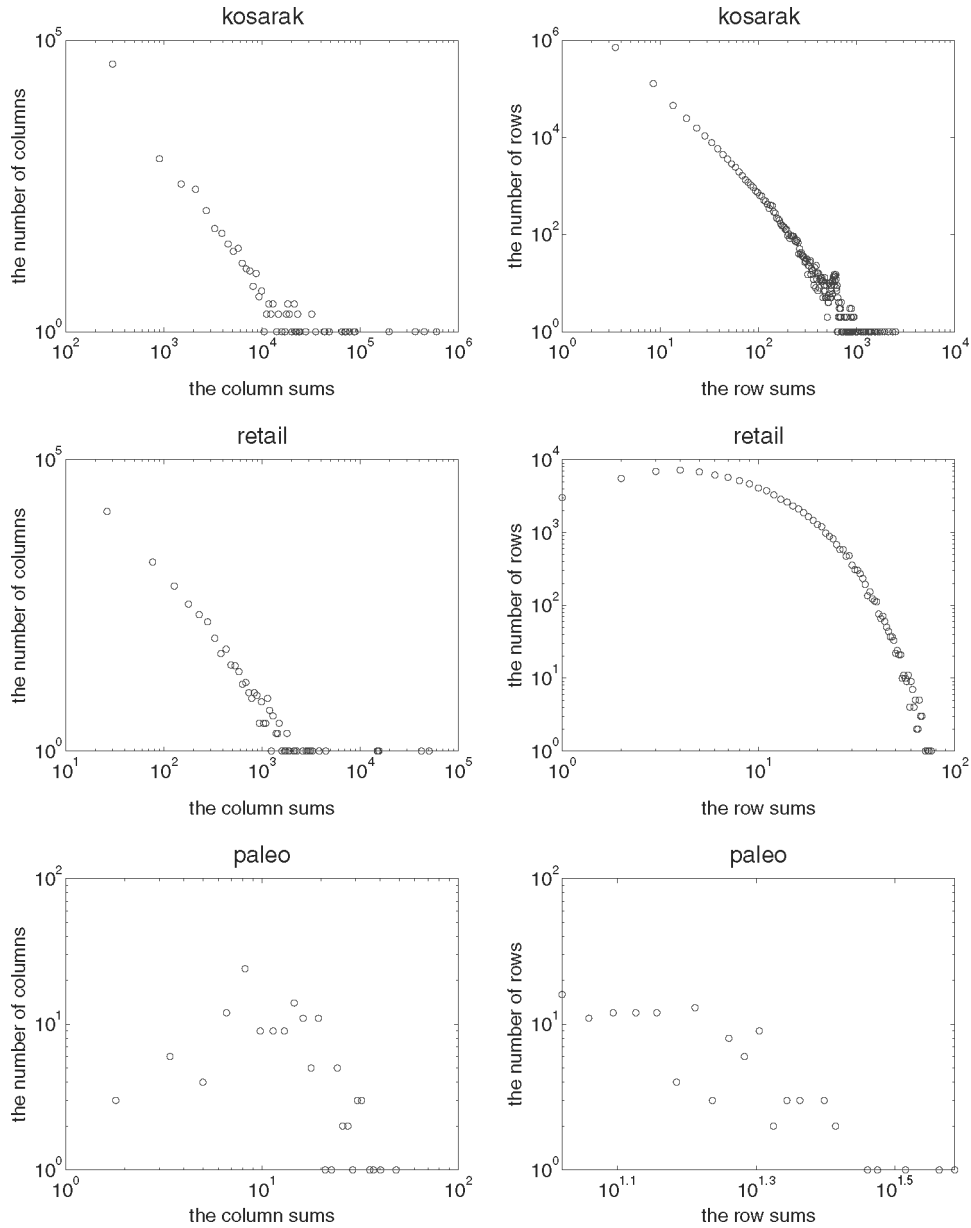 kosarak
10^5
the number of columns
10^0
10^2 10^3 10^4 10^5 10^6
the column sums
kosarak
10^6
10^4
10^2
10^0
the number of rows
10^0 10^1 10^2 10^3 10^4
the row sums
retail
10^5
the number of columns
10^0
10^1 10^2 10^3 10^4 10^5
the column sums
retail
10^4
10^3
10^2
10^1
10^0
the number of rows
10^0 10^1 10^2
the row sums
paleo
10^2
10^1
10^0
the number of columns
10^0 10^1 10^2
the column sums
paleo
10^2
10^1
10^0
the number of rows
10^1.1 10^1.3 10^1.5
the row sums